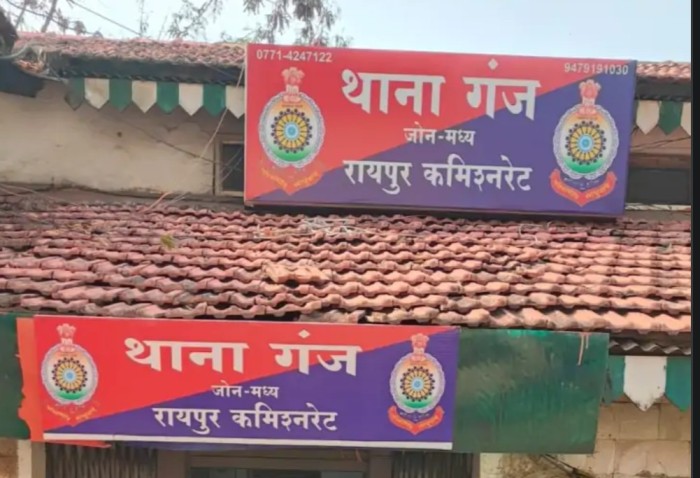 0771-4247122 9479191030
थाना गंज
जोन-मध्य
रायपुर कमिश्नरेट
थाना गंज
जोन-मध्य
रायपुर कमिश्नरेट